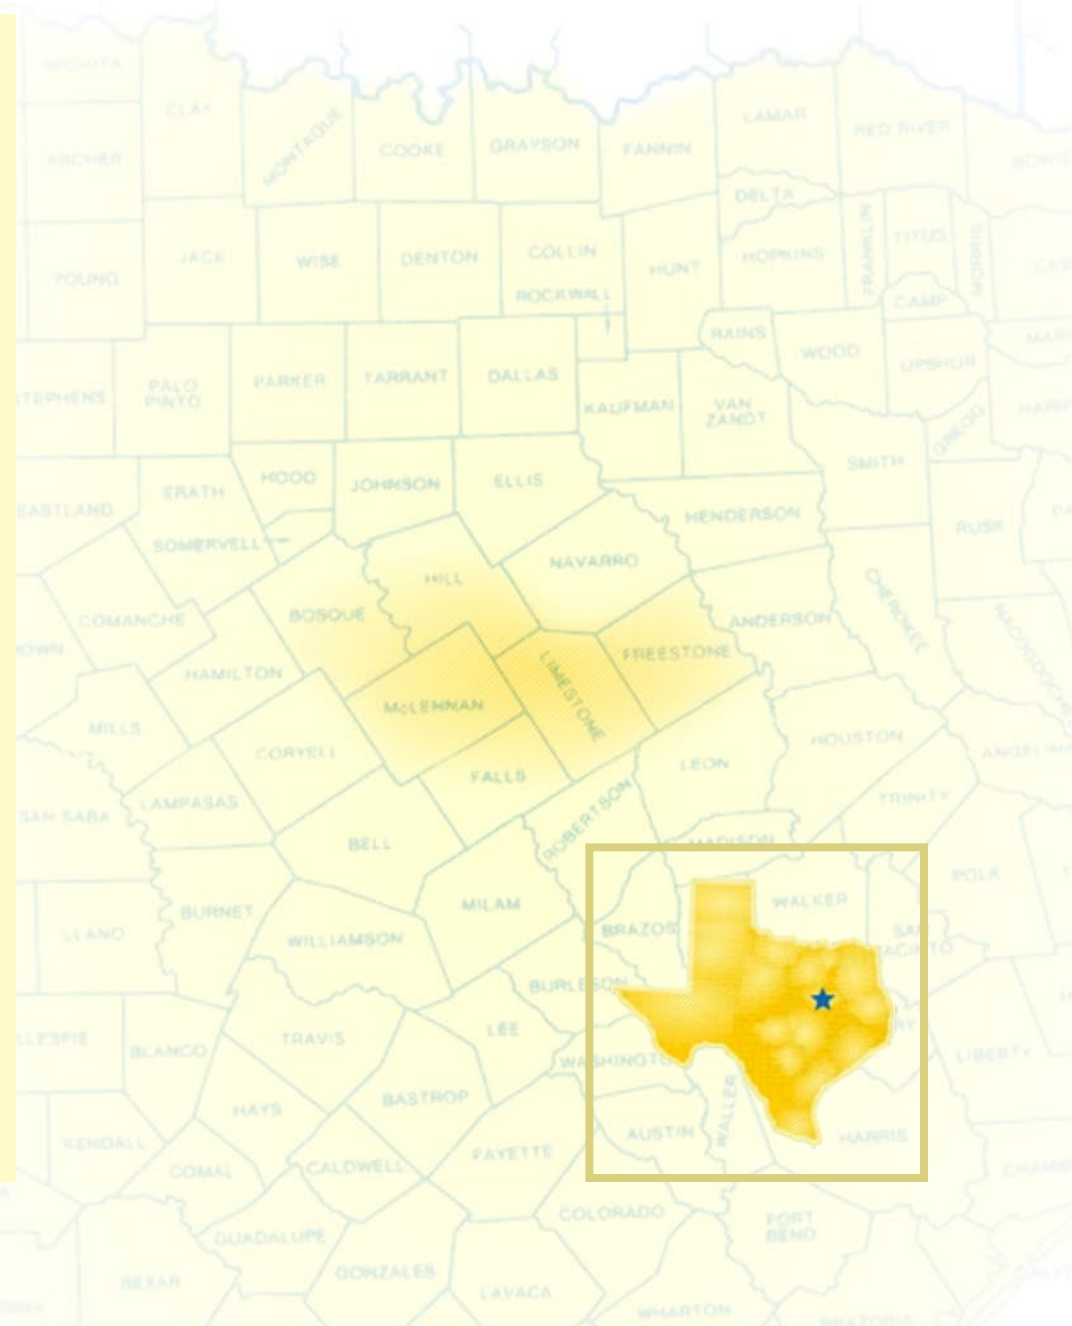 WICHITA
CLAY
MONTAGUE
COOKE
GRAYSON
FANNIN
LAMAR
RED RIVER
ARCHER
DELTA
YOUNG
JACK
WISE
DENTON
COLLIN
ROCKWALL
HUNT
HOPKINS
FRANKLIN
TITUS
MORRIS
CAMP
RAINS
WOOD
UPSHUR
STEPHENS
PALO
PINTO
PARKER
TARRANT
DALLAS
KAUFMAN
VAN
ZANDT
GREGG
SMITH
EASTLAND
ERATH
HOOD
JOHNSON
ELLIS
HENDERSON
RUSK
SOMERVELL
NAVARRO
HILL
BOSQUE
COMANCHE
ANDERSON
CHEROKEE
HAMILTON
LIMESTONE
FREESTONE
McLENNAN
MILLS
CORYELL
FALLS
LEON
HOUSTON
SAN SABA
LAMPASAS
BELL
ROBERTSON
TRINITY
MADISON
POLK
BURNET
MILAM
WALKER
LLANO
WILLIAMSON
BRAZOS
SAN
JACINTO
BURLESON
BLANCO
TRAVIS
LEE
WASHINGTO
LIBERTY
HAYS
BASTROP
KENDALL
AUSTIN
WALLER
HARRIS
COMAL
CALDWELL
FAYETTE
COLORADO
FORT
BEND
GUADALUPE
BEXAR
GONZALES
LAVACA
WHARTON
BRAZORIA